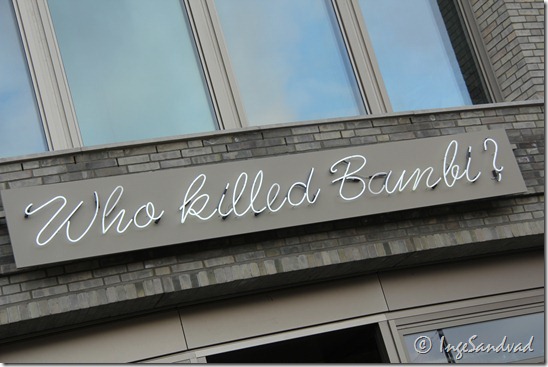 Who killed Bambi?
© IngeSandvad